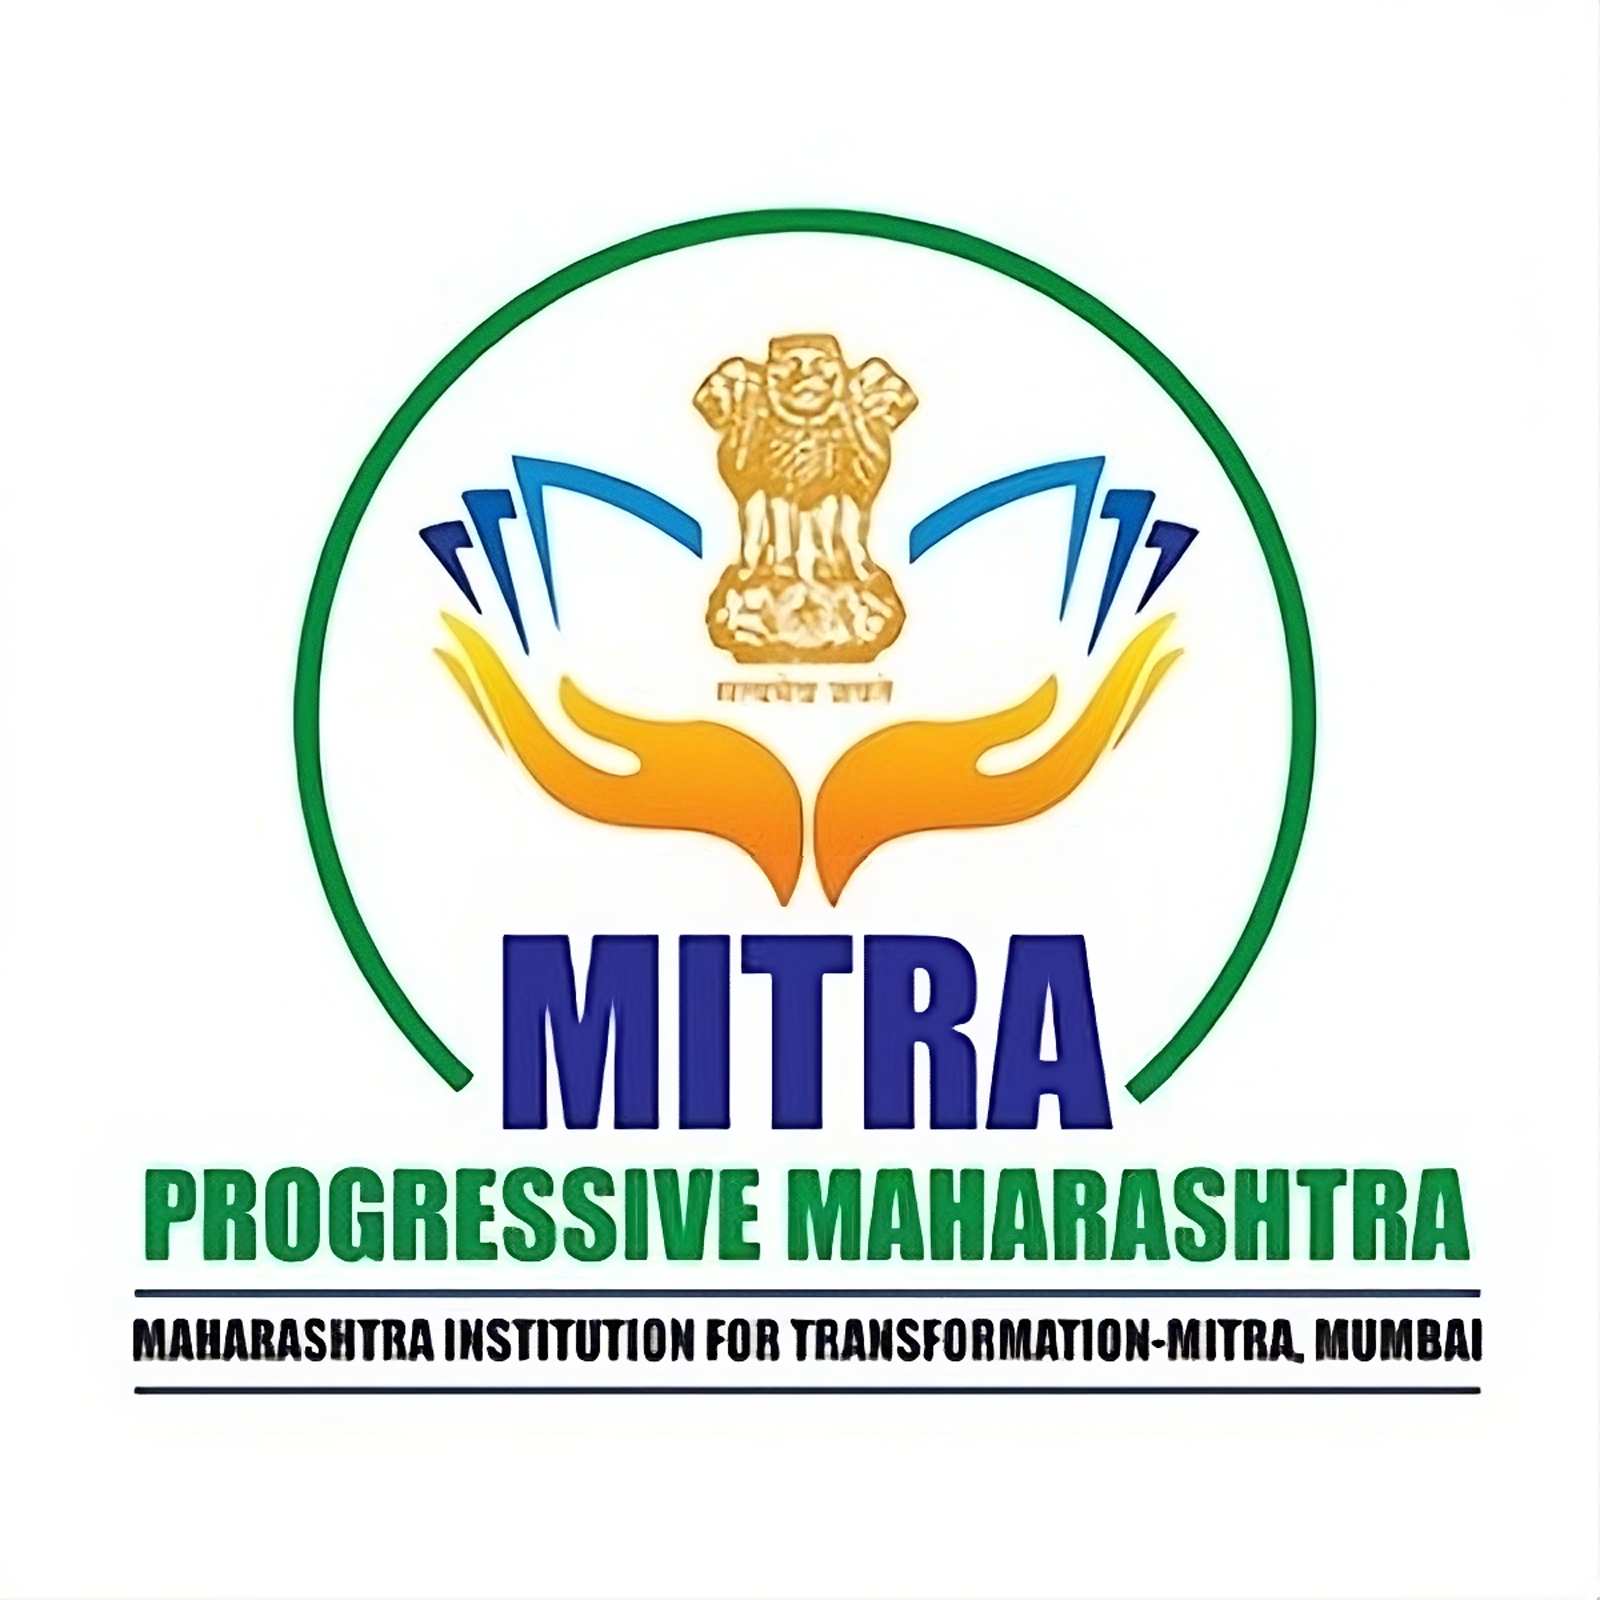 MITRA
PROGRESSIVE MAHARASHTRA
MAHARASHTRA INSTITUTION FOR TRANSFORMATION-MITRA, MUMBAI